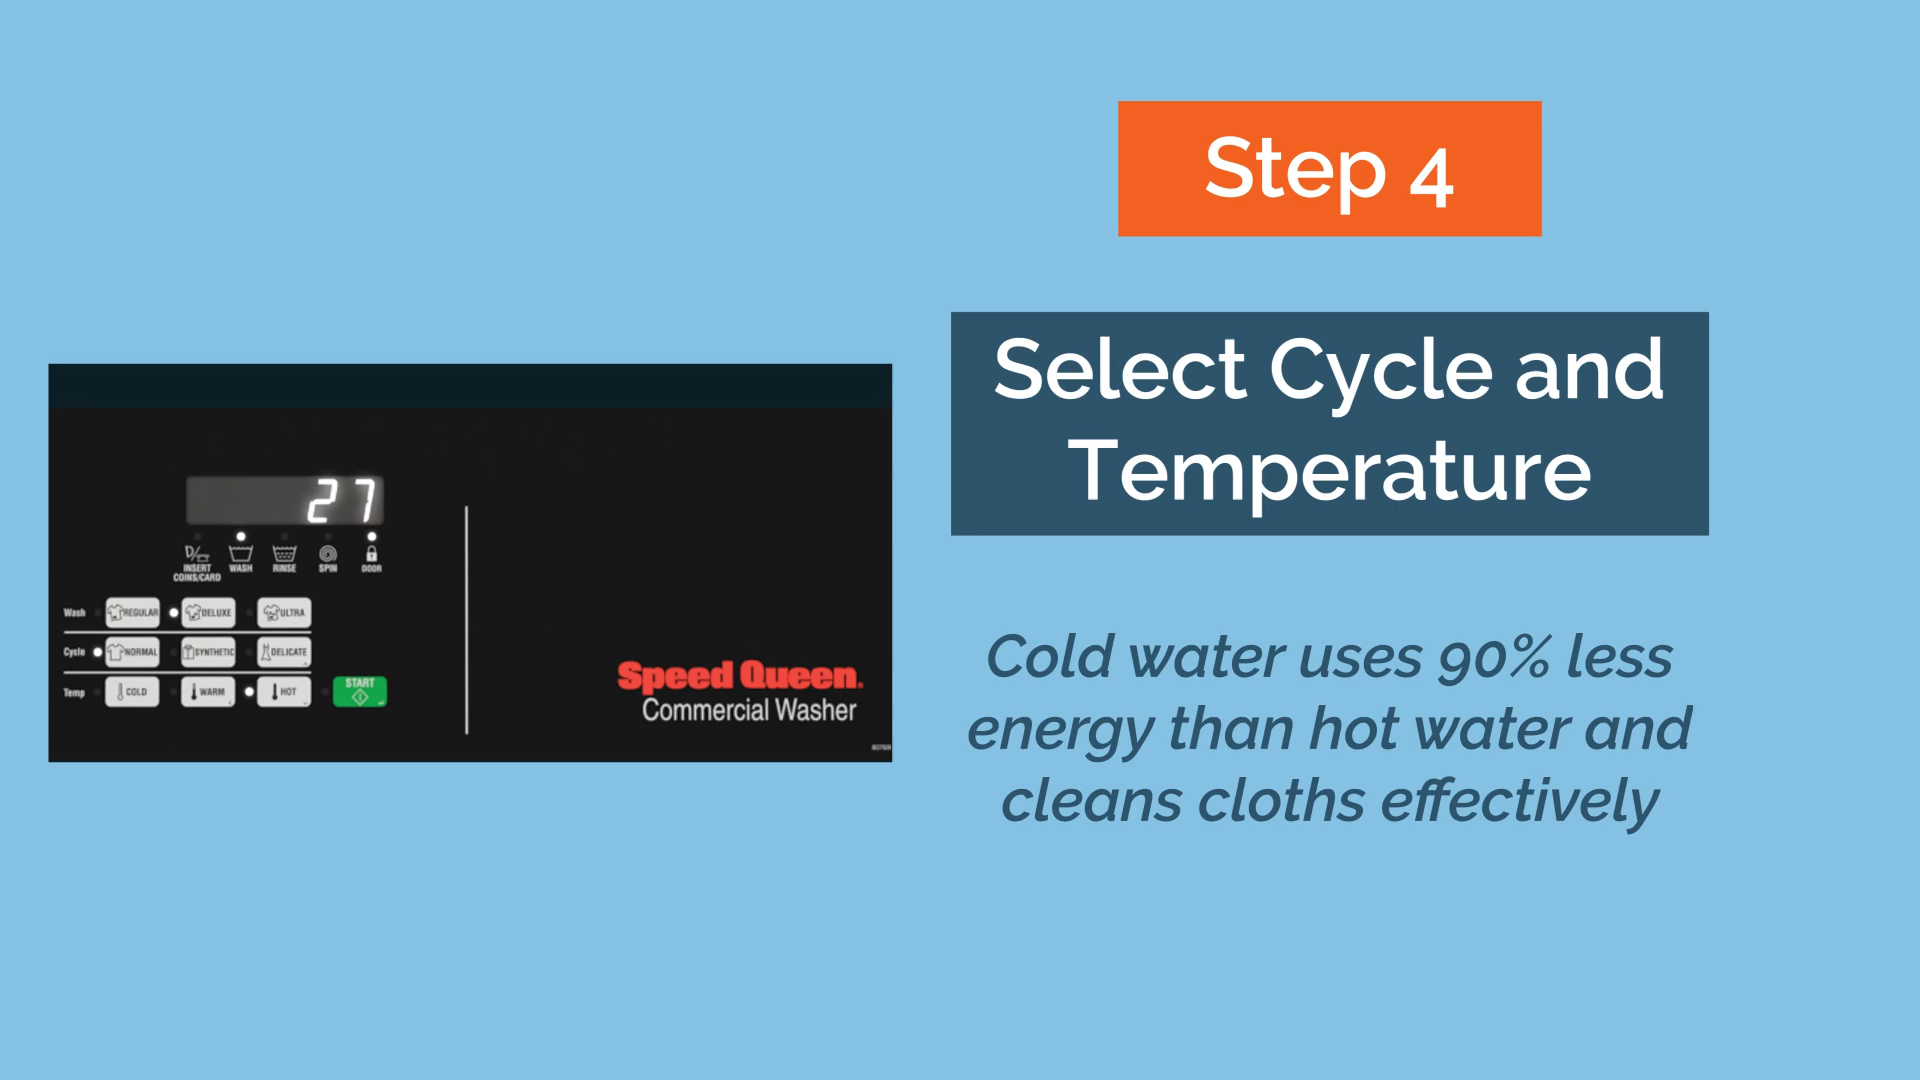 Step 4
Select Cycle and
Temperature
Cold water uses 90% less
energy than hot water and
cleans cloths effectively
27
INSERT
COINS/CARD
WASH
RINSE
SPIN
DOOR
Wash REGULAR DELUXE ULTRA
Cycle NORMAL SYNTHETIC DELICATE
Temp COLD WARM HOT START
Speed Queen.
Commercial Washer